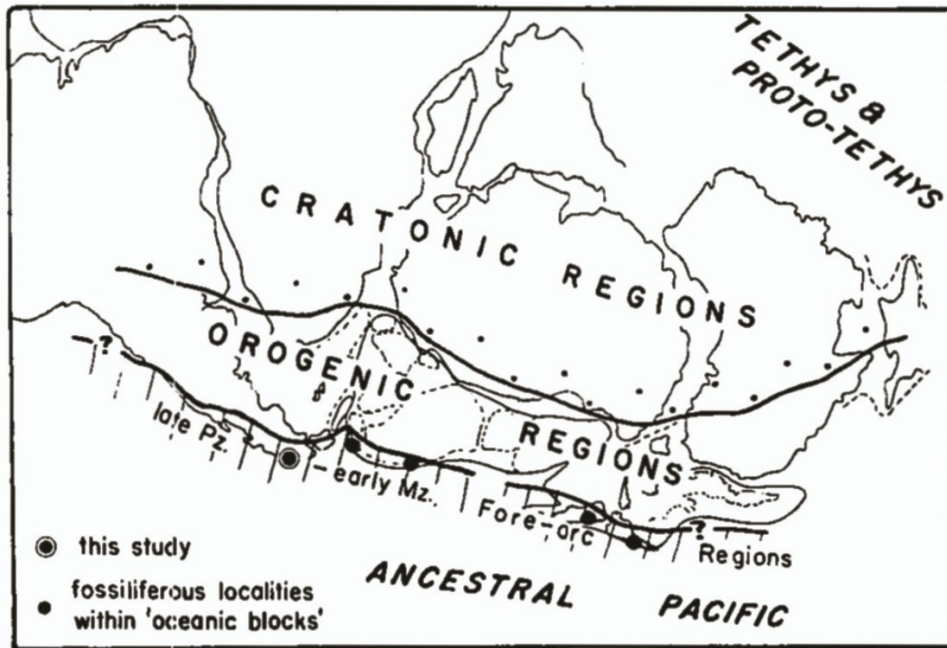 TETHYS &
PROTO-TETHYS
CRATONIC REGIONS
OROGENIC
REGIONS
?
late Pz.
-early Mz.
Fore-arc
?
Regions
ANCESTRAL PACIFIC
this study
fossiliferous localities
within 'oceanic blocks'